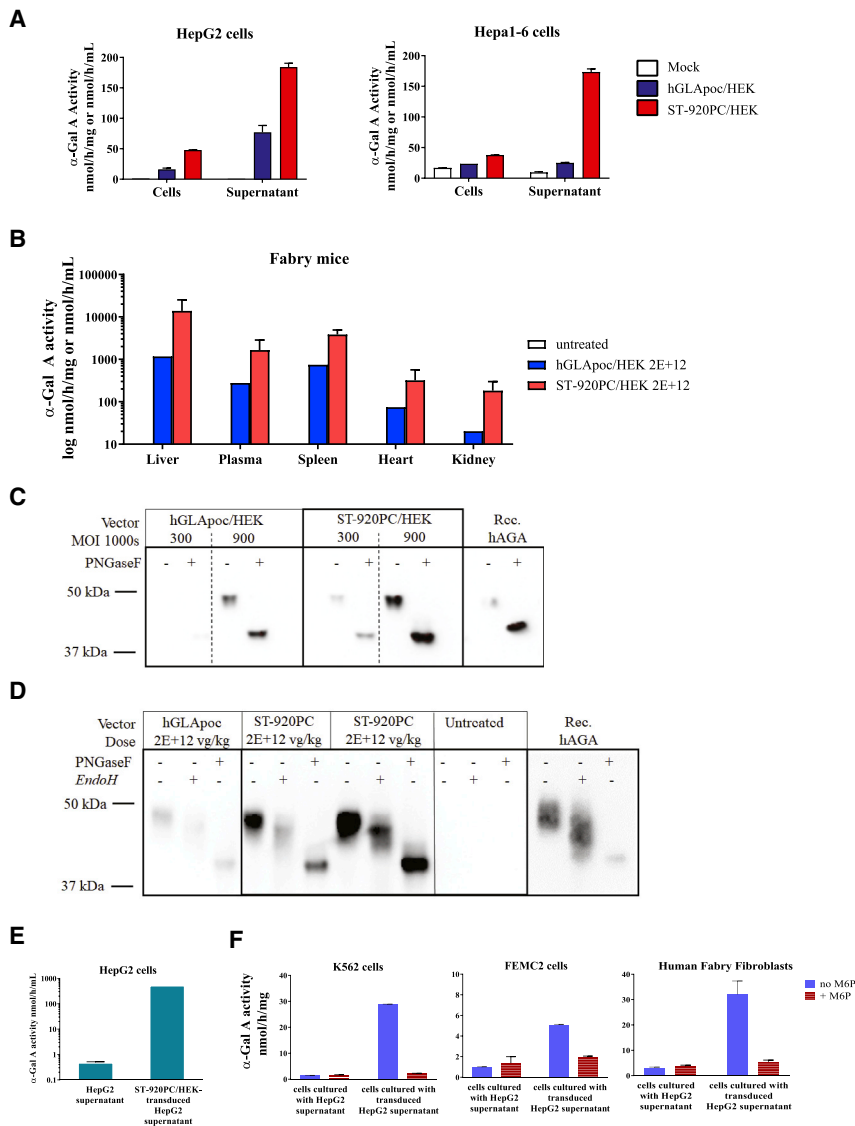 A
HepG2 cells
α-Gal A Activity
nmol/h/mg or nmol/h/mL
200
150
100
50
0
Cells
Supernatant
Hepa1-6 cells
α-Gal A Activity
nmol/h/mg or nmol/h/mL
200
150
100
50
0
Cells
Supernatant
Mock
hGLApoc/HEK
ST-920PC/HEK
B
Fabry mice
α-Gal A activity
log nmol/h/mg or nmol/h/mL
100000
10000
1000
100
10
Liver
Plasma
Spleen
Heart
Kidney
untreated
hGLApoc/HEK 2E+12
ST-920PC/HEK 2E+12
C
Vector hGLApoc/HEK ST-920PC/HEK Rec.
MOI 1000s 300 900 300 900 hAGA
PNGaseF - + - + - + - + - +
50 kDa
37 kDa
D
Vector hGLApoc ST-920PC ST-920PC Untreated Rec.
Dose 2E+12 vg/kg 2E+12 vg/kg 2E+12 vg/kg hAGA
PNGaseF - - + - - + - - + - - + - - +
EndoH - + - - + - - + - - + - - + -
50 kDa
37 kDa
E
HepG2 cells
α-Gal A activity nmol/h/mL
1000
100
10
1
0.1
HepG2
supernatant
ST-920PC/HEK-
transduced
HepG2
supernatant
F
α-Gal A activity
nmol/h/mg
K562 cells
40
30
20
10
0
cells cultured
with HepG2
supernatant
cells cultured with
transduced
HepG2 supernatant
FEMC2 cells
10
8
6
4
2
0
cells cultured
with HepG2
supernatant
cells cultured with
transduced
HepG2 supernatant
Human Fabry Fibroblasts
40
30
20
10
0
cells cultured
with HepG2
supernatant
cells cultured with
transduced
HepG2 supernatant
no M6P
+ M6P